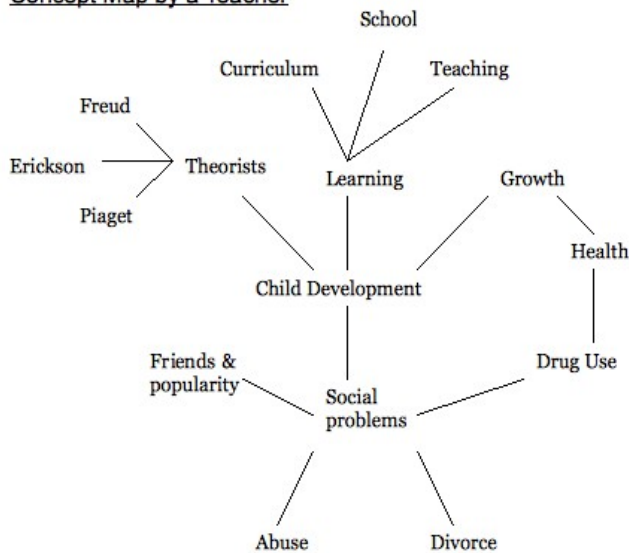 Concept Map by a Teacher
School
Curriculum
Teaching
Freud
Erickson
Theorists
Learning
Growth
Piaget
Health
Child Development
Friends &
popularity
Drug Use
Social
problems
Abuse
Divorce